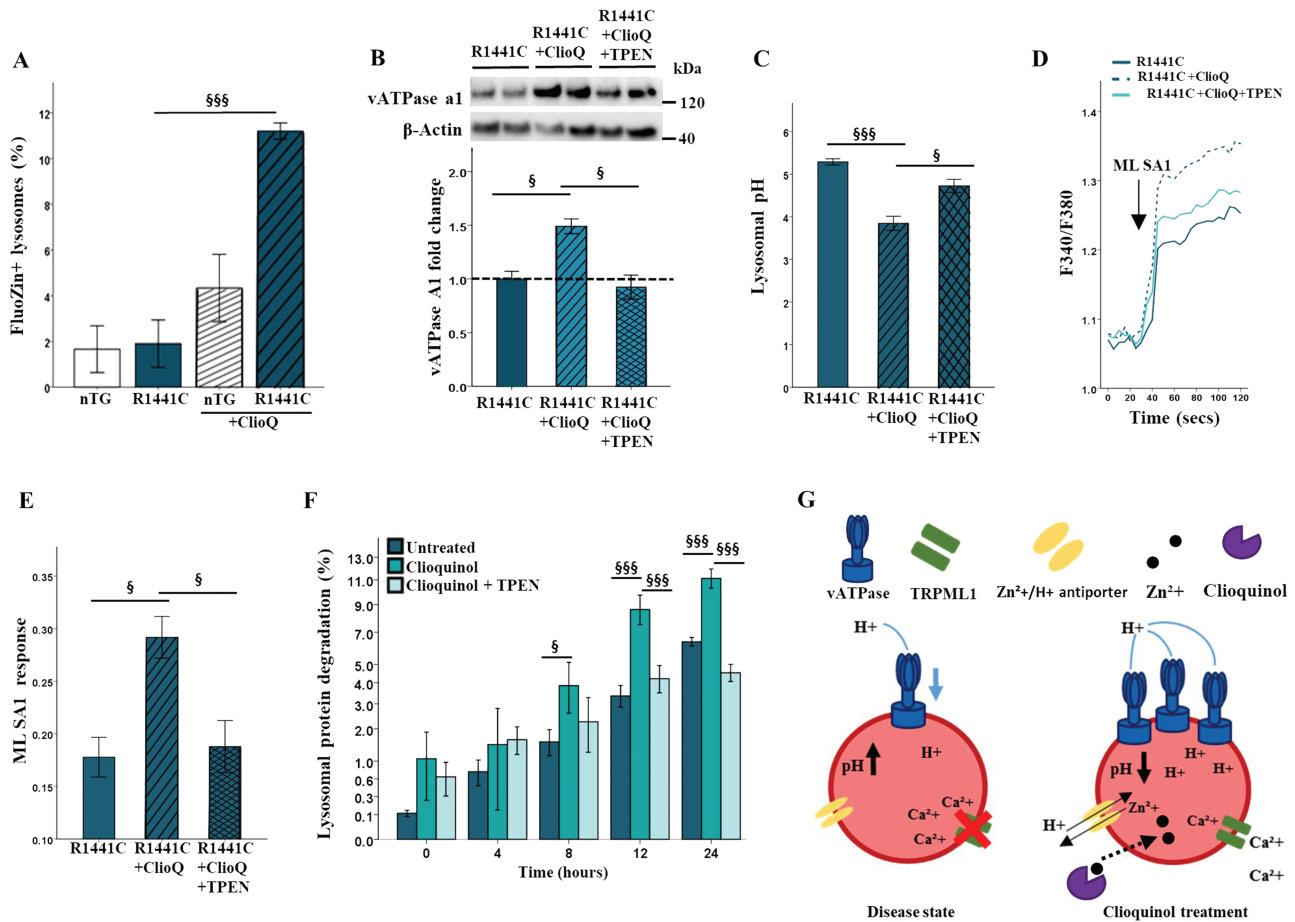 A
FluoZin+ lysosomes (%)
12
10
8
6
4
2
0
§§§
nTG
R1441C
nTG
R1441C
+ClioQ
B
R1441C
R1441C
+ClioQ
R1441C
+ClioQ
+TPEN
kDa
vATPase a1
120
β-Actin
40
vATPase A1 fold change
2.0
1.5
1.0
0.5
0.0
§
§
R1441C
R1441C
+ClioQ
R1441C
+ClioQ
+TPEN
C
Lysosomal pH
6
5
4
3
2
1
0
§§§
§
R1441C
R1441C
+ClioQ
R1441C
+ClioQ
+TPEN
D
R1441C
R1441C +ClioQ
R1441C +ClioQ+TPEN
F340/F380
1.4
1.3
1.2
1.1
1.0
ML SA1
0 20 40 60 80 100 120
Time (secs)
E
ML SA1 response
0.35
0.30
0.25
0.20
0.15
0.10
§
§
R1441C
R1441C
+ClioQ
R1441C
+ClioQ
+TPEN
F
Lysosomal protein degradation (%)
13.0
11.0
9.0
7.0
5.0
4.0
3.0
2.0
1.0
0.6
0.3
0.1
0.0
Untreated
Clioquinol
Clioquinol + TPEN
§
§§§
§§§
§§§
§§§
0 4 8 12 24
Time (hours)
G
vATPase
TRPML1
Zn²+/H+ antiporter
Zn²+
Clioquinol
H+
pH
H+
Ca²+
Ca²+
Ca²+
Disease state
H+
pH
H+
H+
H+
Zn²+
H+
Ca²+
Ca²+
Ca²+
Clioquinol treatment